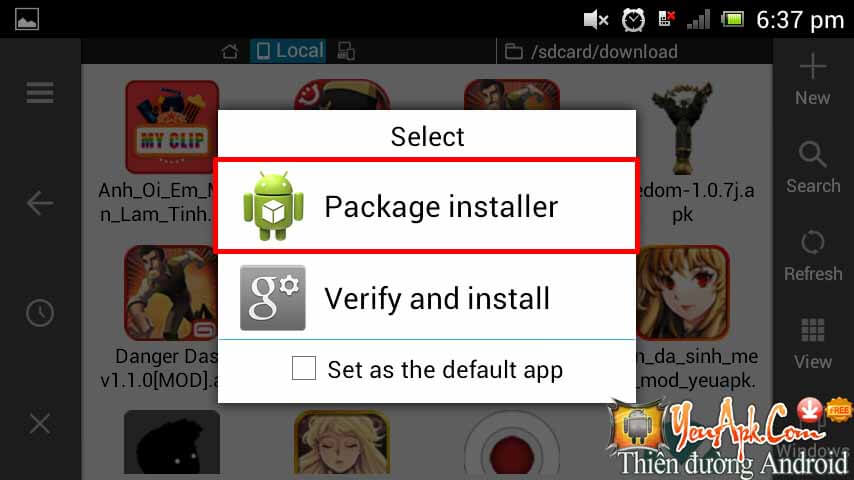 6:37 pm
Local
/sdcard/download
New
Search
Refresh
View
Windows
MY CLIP
Anh_Oi_Em_M
n_Lam_Tinh.
edom-1.0.7j.a
pk
Select
Package installer
g
Verify and install
Set as the default app
Danger Das
v1.1.0[MOD].a
m_da_sinh_me
_mod_yeuapk.
FREE
YeuApk.Com
Thiên đường Android